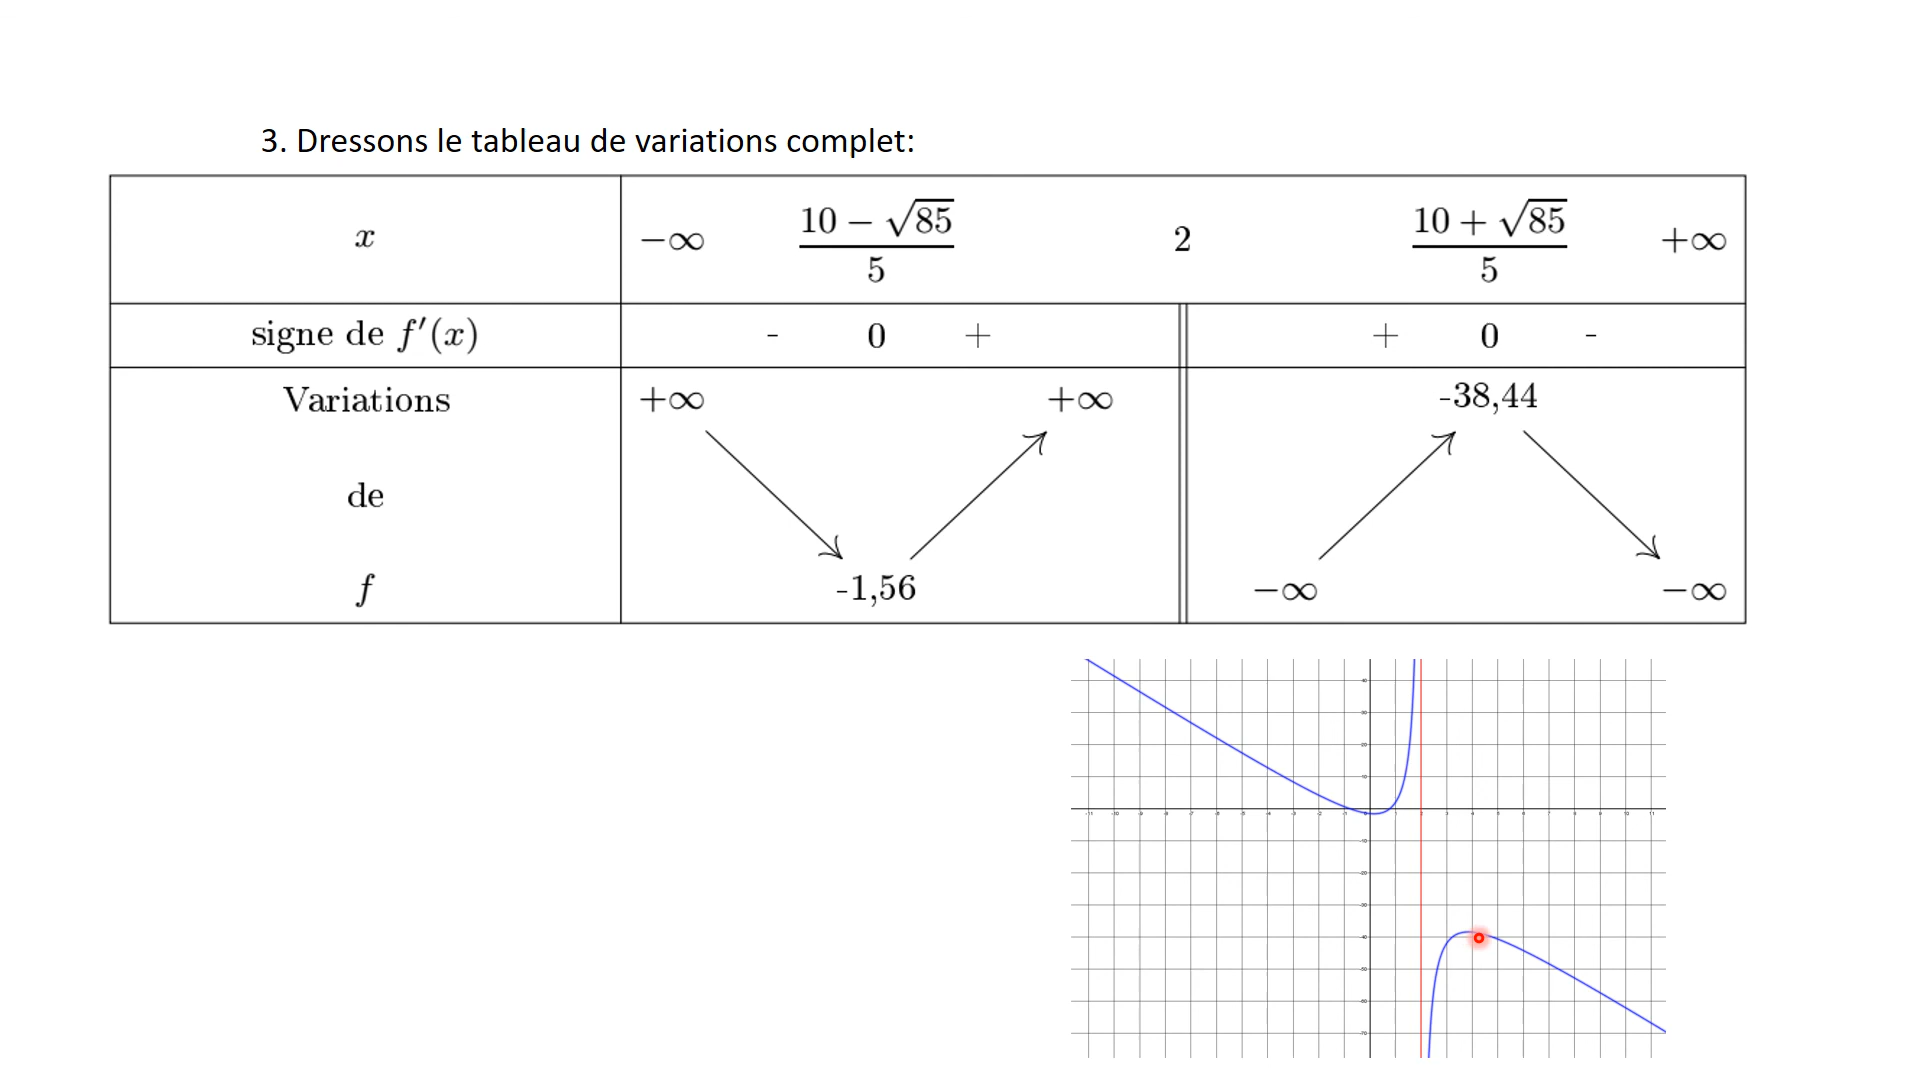 3. Dressons le tableau de variations complet:
x −∞ (10 − √85)/5 2 (10 + √85)/5 +∞
signe de f′(x) - 0 + + 0 -
Variations +∞ +∞ -38,44
de
f -1,56 −∞ −∞